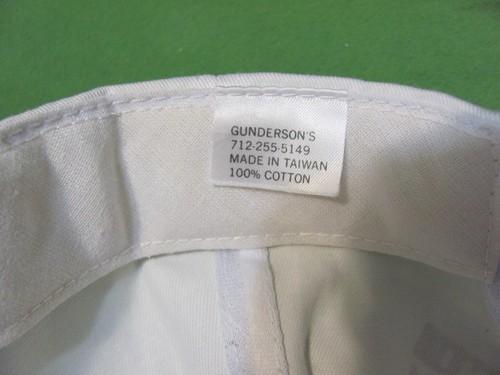 GUNDERSON'S
712-255-5149
MADE IN TAIWAN
100% COTTON